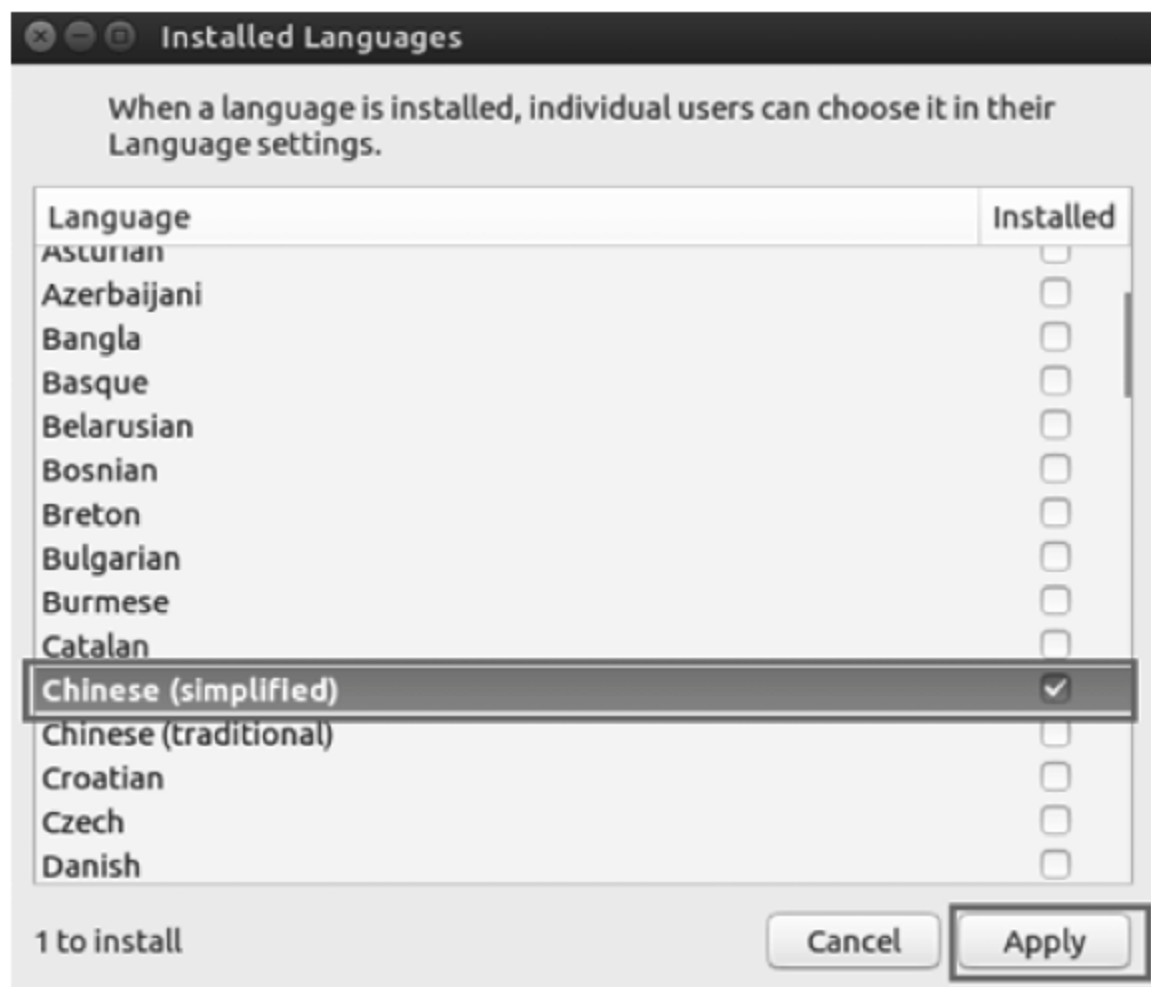 Installed Languages
When a language is installed, individual users can choose it in their
Language settings.
Language Installed
Asturian
Azerbaijani
Bangla
Basque
Belarusian
Bosnian
Breton
Bulgarian
Burmese
Catalan
Chinese (simplified)
Chinese (traditional)
Croatian
Czech
Danish
1 to install Cancel Apply